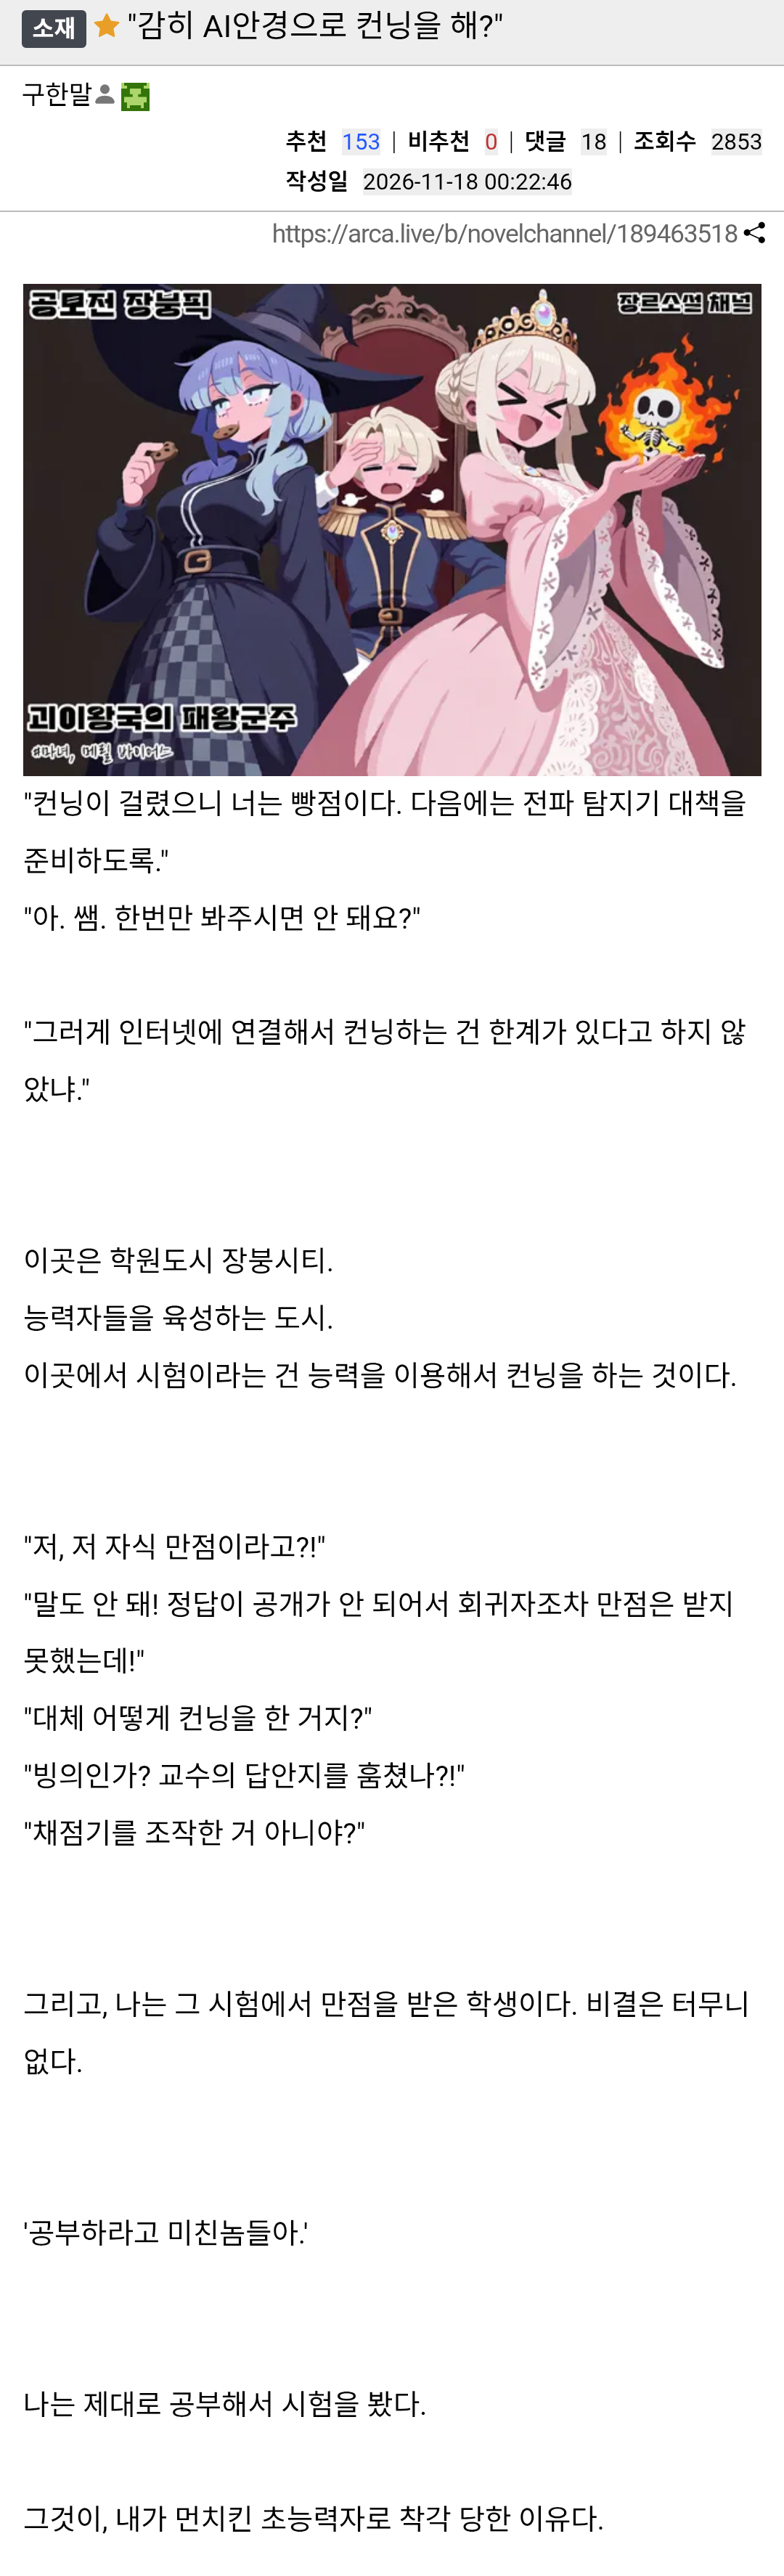 소재 "감히 AI안경으로 컨닝을 해?"
구한말
추천 153 | 비추천 0 | 댓글 18 | 조회수 2853
작성일 2026-11-18 00:22:46
https://arca.live/b/novelchannel/189463518
공모전 장붕픽
장르소설 채널
괴이왕국의 패왕군주
#마녀, 메릴 바이어스
"컨닝이 걸렸으니 너는 빵점이다. 다음에는 전파 탐지기 대책을
준비하도록."
"아. 쌤. 한번만 봐주시면 안 돼요?"
"그러게 인터넷에 연결해서 컨닝하는 건 한계가 있다고 하지 않
았냐."
이곳은 학원도시 장붕시티.
능력자들을 육성하는 도시.
이곳에서 시험이라는 건 능력을 이용해서 컨닝을 하는 것이다.
"저, 저 자식 만점이라고?!"
"말도 안 돼! 정답이 공개가 안 되어서 회귀자조차 만점은 받지
못했는데!"
"대체 어떻게 컨닝을 한 거지?"
"빙의인가? 교수의 답안지를 훔쳤나?!"
"채점기를 조작한 거 아니야?"
그리고, 나는 그 시험에서 만점을 받은 학생이다. 비결은 터무니
없다.
'공부하라고 미친놈들아.'
나는 제대로 공부해서 시험을 봤다.
그것이, 내가 먼치킨 초능력자로 착각 당한 이유다.